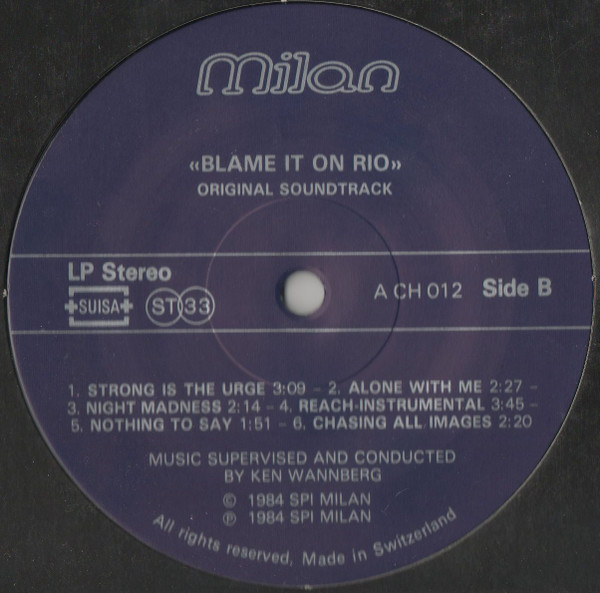 Milan
«BLAME IT ON RIO»
ORIGINAL SOUNDTRACK
LP Stereo
SUISA
ST 33
A CH 012 Side B
1. STRONG IS THE URGE 3:09 – 2. ALONE WITH ME 2:27 –
3. NIGHT MADNESS 2:14 – 4. REACH-INSTRUMENTAL 3:45 –
5. NOTHING TO SAY 1:51 – 6. CHASING ALL IMAGES 2:20
MUSIC SUPERVISED AND CONDUCTED
BY KEN WANNBERG
© 1984 SPI MILAN
℗ 1984 SPI MILAN
All rights reserved. Made in Switzerland